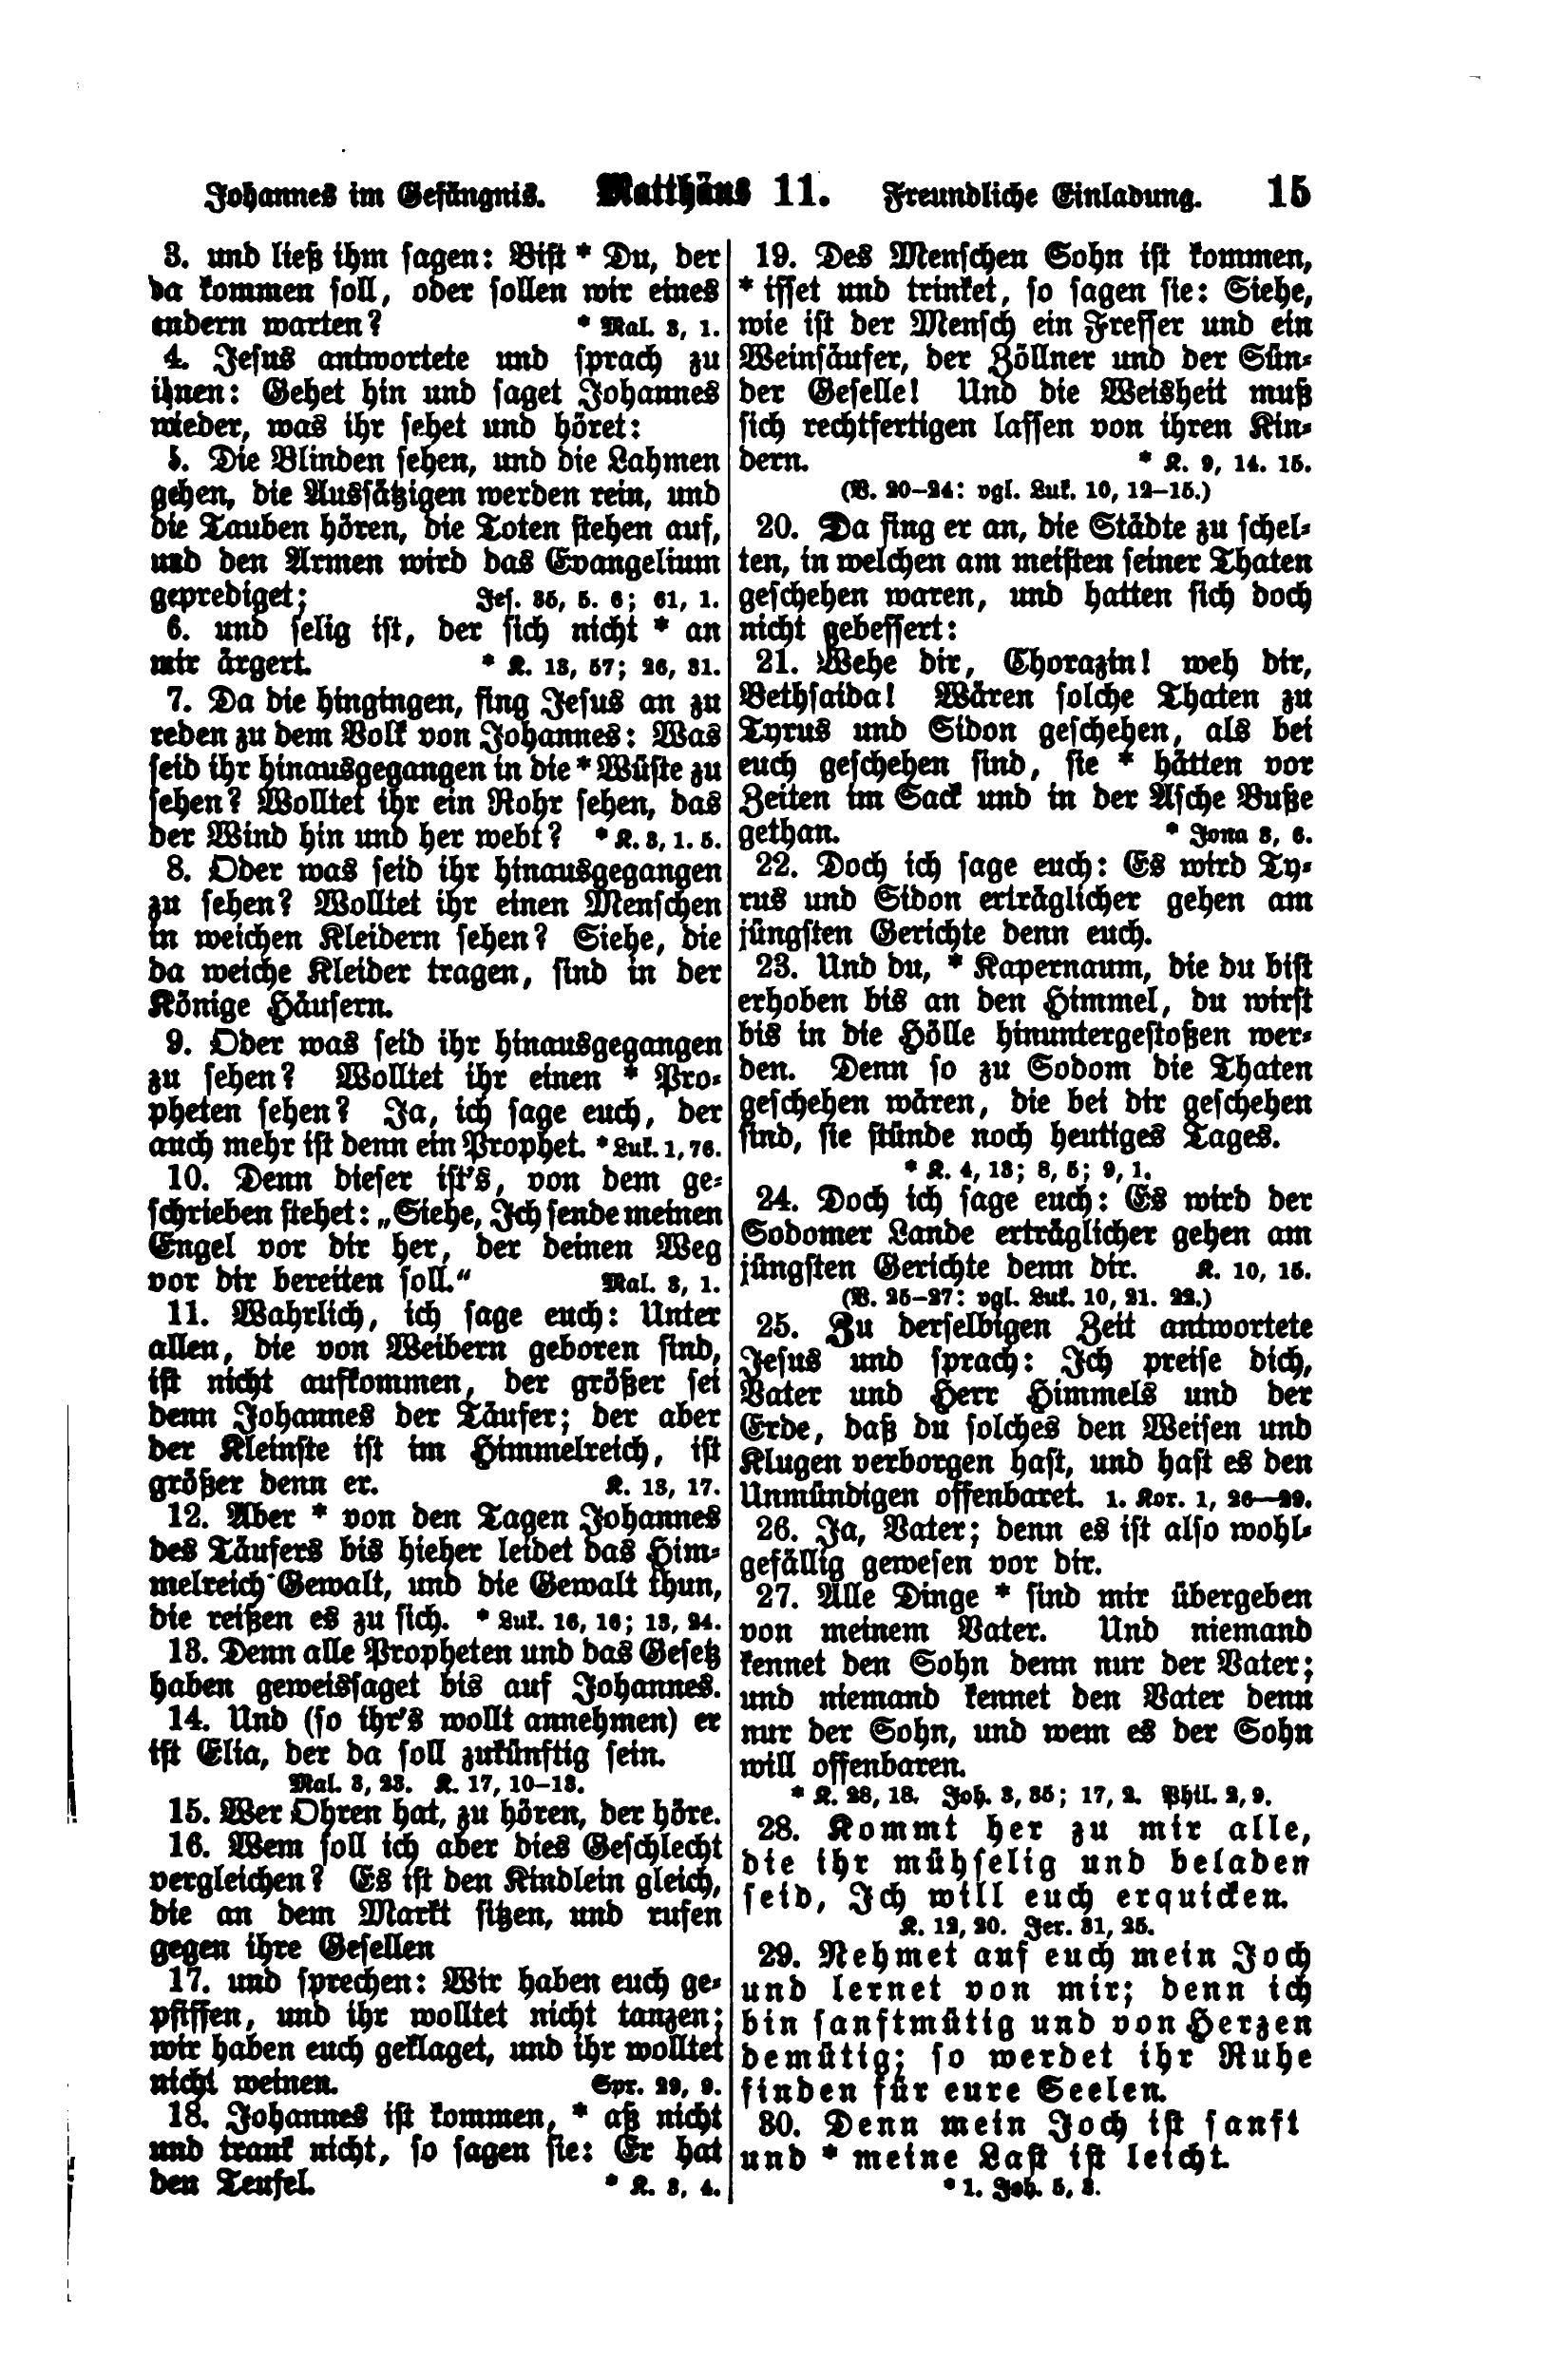 Johannes im Gefängnis. Matthäus 11. Freundliche Einladung. 15
3. und ließ ihm sagen: Bist * Du, der
da kommen soll, oder sollen wir eines
andern warten? * Mal. 3, 1.
4. Jesus antwortete und sprach zu
ihnen: Gehet hin und saget Johannes
wieder, was ihr sehet und höret:
5. Die Blinden sehen, und die Lahmen
gehen, die Aussätzigen werden rein, und
die Tauben hören, die Toten stehen auf,
und den Armen wird das Evangelium
geprediget; Jes. 35, 5. 6; 61, 1.
6. und selig ist, der sich nicht * an
mir ärgert. * K. 13, 57; 26, 31.
7. Da die hingingen, fing Jesus an zu
reden zu dem Volk von Johannes: Was
seid ihr hinausgegangen in die * Wüste zu
sehen? Wolltet ihr ein Rohr sehen, das
der Wind hin und her webt? * K. 3, 1. 5.
8. Oder was seid ihr hinausgegangen
zu sehen? Wolltet ihr einen Menschen
in weichen Kleidern sehen? Siehe, die
da weiche Kleider tragen, sind in der
Könige Häusern.
9. Oder was seid ihr hinausgegangen
zu sehen? Wolltet ihr einen * Pro-
pheten sehen? Ja, ich sage euch, der
auch mehr ist denn ein Prophet. * Luk. 1, 76.
10. Denn dieser ist's, von dem ge-
schrieben stehet: „Siehe, Ich sende meinen
Engel vor dir her, der deinen Weg
vor dir bereiten soll.“ Mal. 3, 1.
11. Wahrlich, ich sage euch: Unter
allen, die von Weibern geboren sind,
ist nicht aufkommen, der größer sei
denn Johannes der Täufer; der aber
der Kleinste ist im Himmelreich, ist
größer denn er. K. 13, 17.
12. Aber * von den Tagen Johannes
des Täufers bis hieher leidet das Him-
melreich Gewalt, und die Gewalt thun,
die reißen es zu sich. * Luk. 16, 16; 13, 24.
13. Denn alle Propheten und das Gesetz
haben geweissaget bis auf Johannes.
14. Und (so ihr's wollt annehmen) er
ist Elia, der da soll zukünftig sein.
Mal. 3, 23. K. 17, 10–13.
15. Wer Ohren hat, zu hören, der höre.
16. Wem soll ich aber dies Geschlecht
vergleichen? Es ist den Kindlein gleich,
die an dem Markt sitzen, und rufen
gegen ihre Gesellen
17. und sprechen: Wir haben euch ge-
pfiffen, und ihr wolltet nicht tanzen;
wir haben euch geklaget, und ihr wolltet
nicht weinen. Spr. 29, 9.
18. Johannes ist kommen, * aß nicht
und trank nicht, so sagen sie: Er hat
den Teufel. * K. 3, 4.
19. Des Menschen Sohn ist kommen,
* isset und trinket, so sagen sie: Siehe,
wie ist der Mensch ein Fresser und ein
Weinsäufer, der Zöllner und der Sün-
der Geselle! Und die Weisheit muß
sich rechtfertigen lassen von ihren Kin-
dern. * K. 9, 14. 15.
(V. 20–24: vgl. Luk. 10, 12–15.)
20. Da fing er an, die Städte zu schel-
ten, in welchen am meisten seiner Thaten
geschehen waren, und hatten sich doch
nicht gebessert:
21. Wehe dir, Chorazin! weh dir,
Bethsaida! Wären solche Thaten zu
Tyrus und Sidon geschehen, als bei
euch geschehen sind, sie * hätten vor
Zeiten im Sack und in der Asche Buße
gethan. * Jona 3, 6.
22. Doch ich sage euch: Es wird Ty-
rus und Sidon erträglicher gehen am
jüngsten Gerichte denn euch.
23. Und du, * Kapernaum, die du bist
erhoben bis an den Himmel, du wirst
bis in die Hölle hinuntergestoßen wer-
den. Denn so zu Sodom die Thaten
geschehen wären, die bei dir geschehen
sind, sie stünde noch heutiges Tages.
* K. 4, 13; 8, 5; 9, 1.
24. Doch ich sage euch: Es wird der
Sodomer Lande erträglicher gehen am
jüngsten Gerichte denn dir. K. 10, 15.
(V. 25–27: vgl. Luk. 10, 21. 22.)
25. Zu derselbigen Zeit antwortete
Jesus und sprach: Ich preise dich,
Vater und Herr Himmels und der
Erde, daß du solches den Weisen und
Klugen verborgen hast, und hast es den
Unmündigen offenbaret. 1. Kor. 1, 26–29.
26. Ja, Vater; denn es ist also wohl-
gefällig gewesen vor dir.
27. Alle Dinge * sind mir übergeben
von meinem Vater. Und niemand
kennet den Sohn denn nur der Vater;
und niemand kennet den Vater denn
nur der Sohn, und wem es der Sohn
will offenbaren.
* K. 28, 18. Joh. 3, 35; 17, 2. Phil. 2, 9.
28. Kommt her zu mir alle,
die ihr mühselig und beladen
seid, Ich will euch erquicken.
K. 12, 20. Jer. 31, 25.
29. Nehmet auf euch mein Joch
und lernet von mir; denn ich
bin sanftmütig und von Herzen
demütig; so werdet ihr Ruhe
finden für eure Seelen.
30. Denn mein Joch ist sanft
und * meine Last ist leicht.
* 1. Joh. 5, 3.